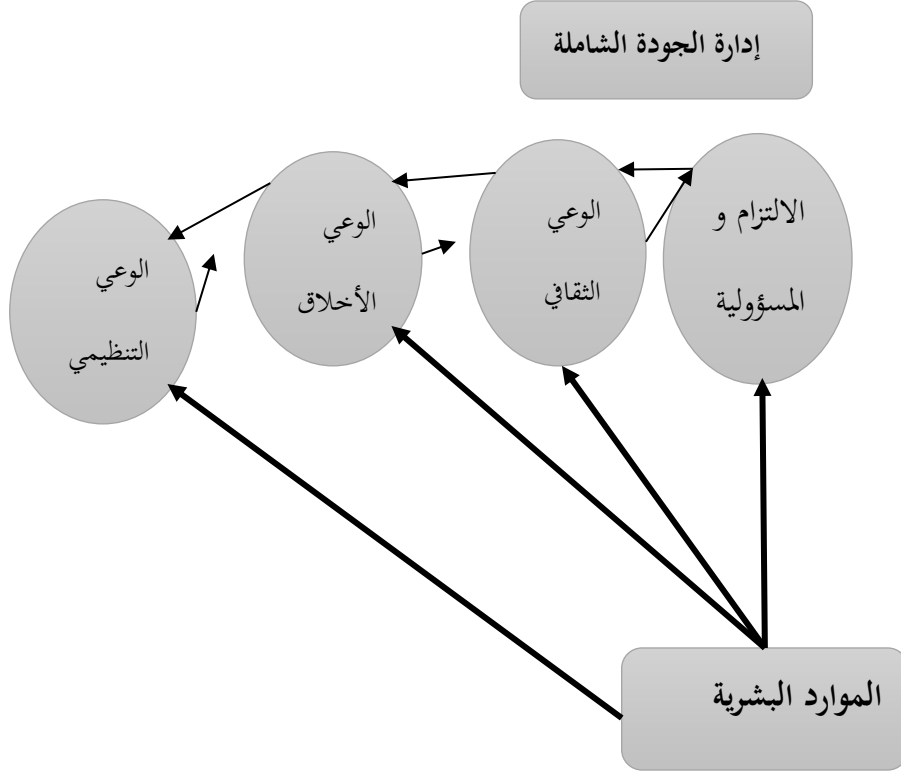 إدارة الجودة الشاملة
الالتزام و
المسؤولية
الوعي
الثقافي
الوعي
الأخلاق
الوعي
التنظيمي
الموارد البشرية